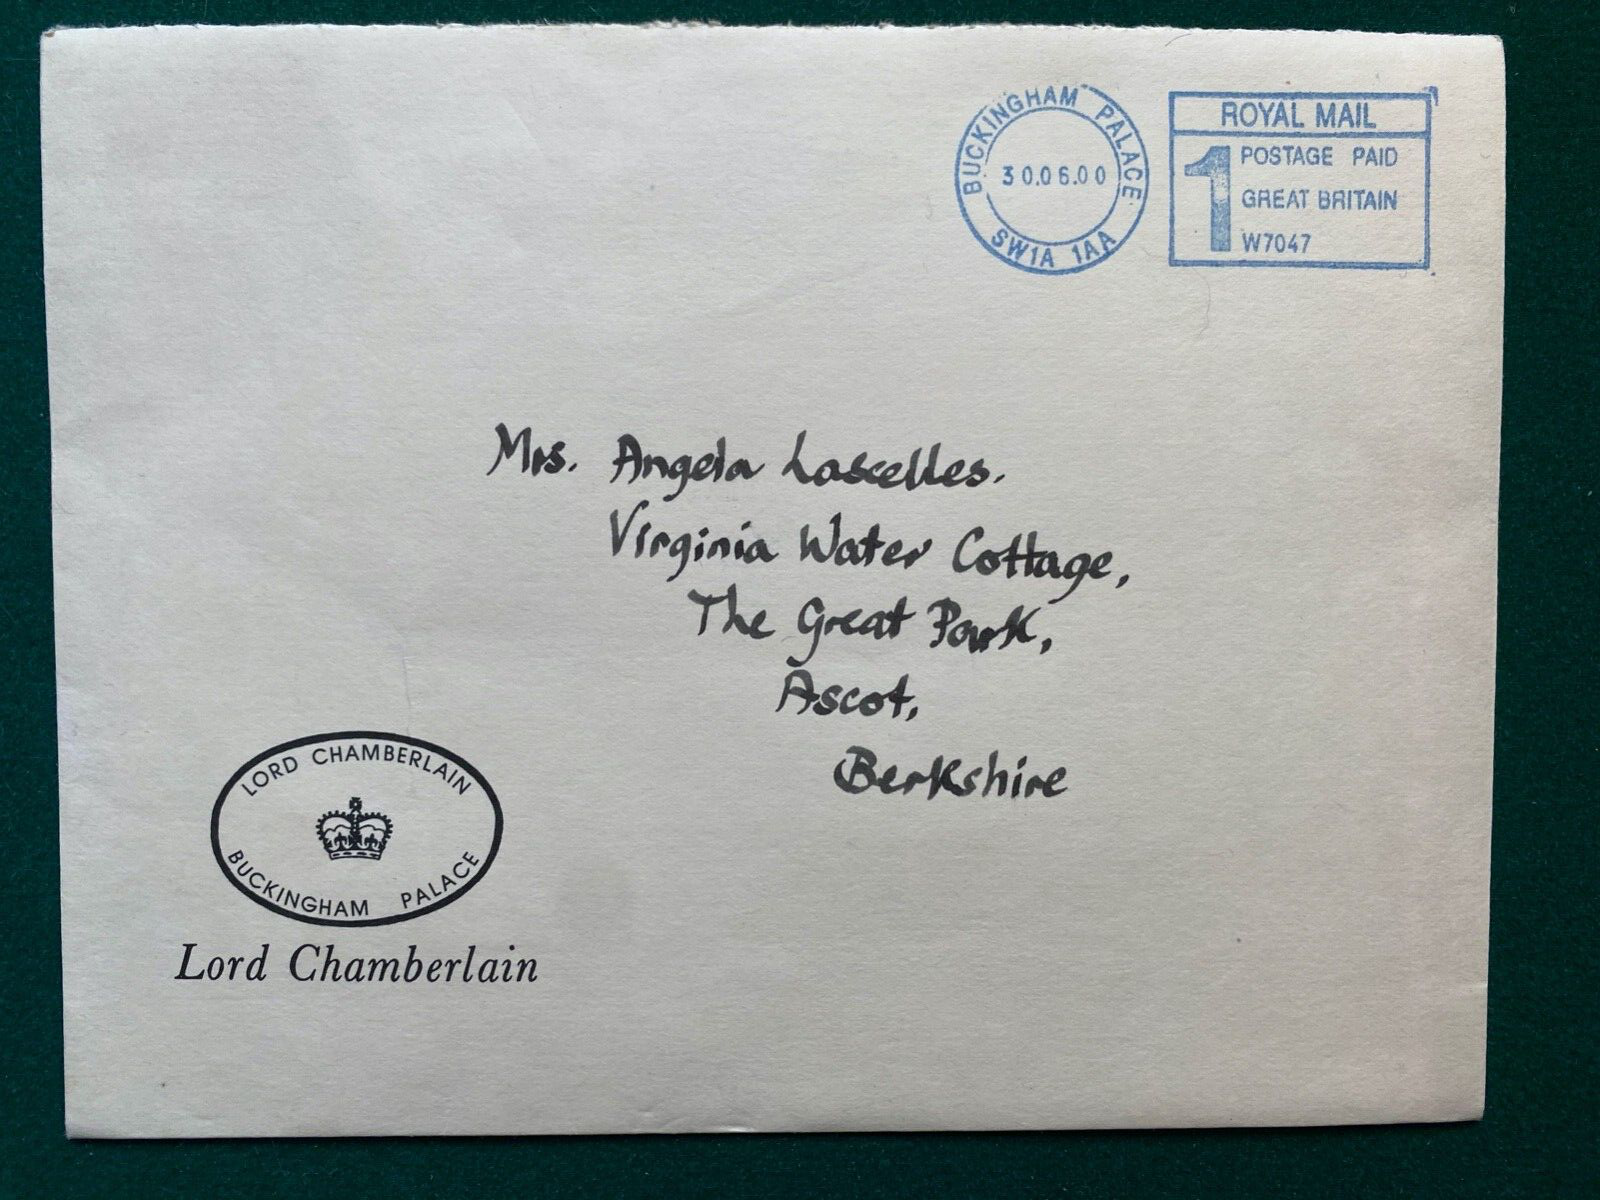 BUCKINGHAM PALACE
30.06.00
SW1A 1AA
ROYAL MAIL
1
POSTAGE PAID
GREAT BRITAIN
W7047
Mrs. Angela Lascelles.
Virginia Water Cottage,
The Great Park,
Ascot,
Berkshire
LORD CHAMBERLAIN
BUCKINGHAM PALACE
Lord Chamberlain